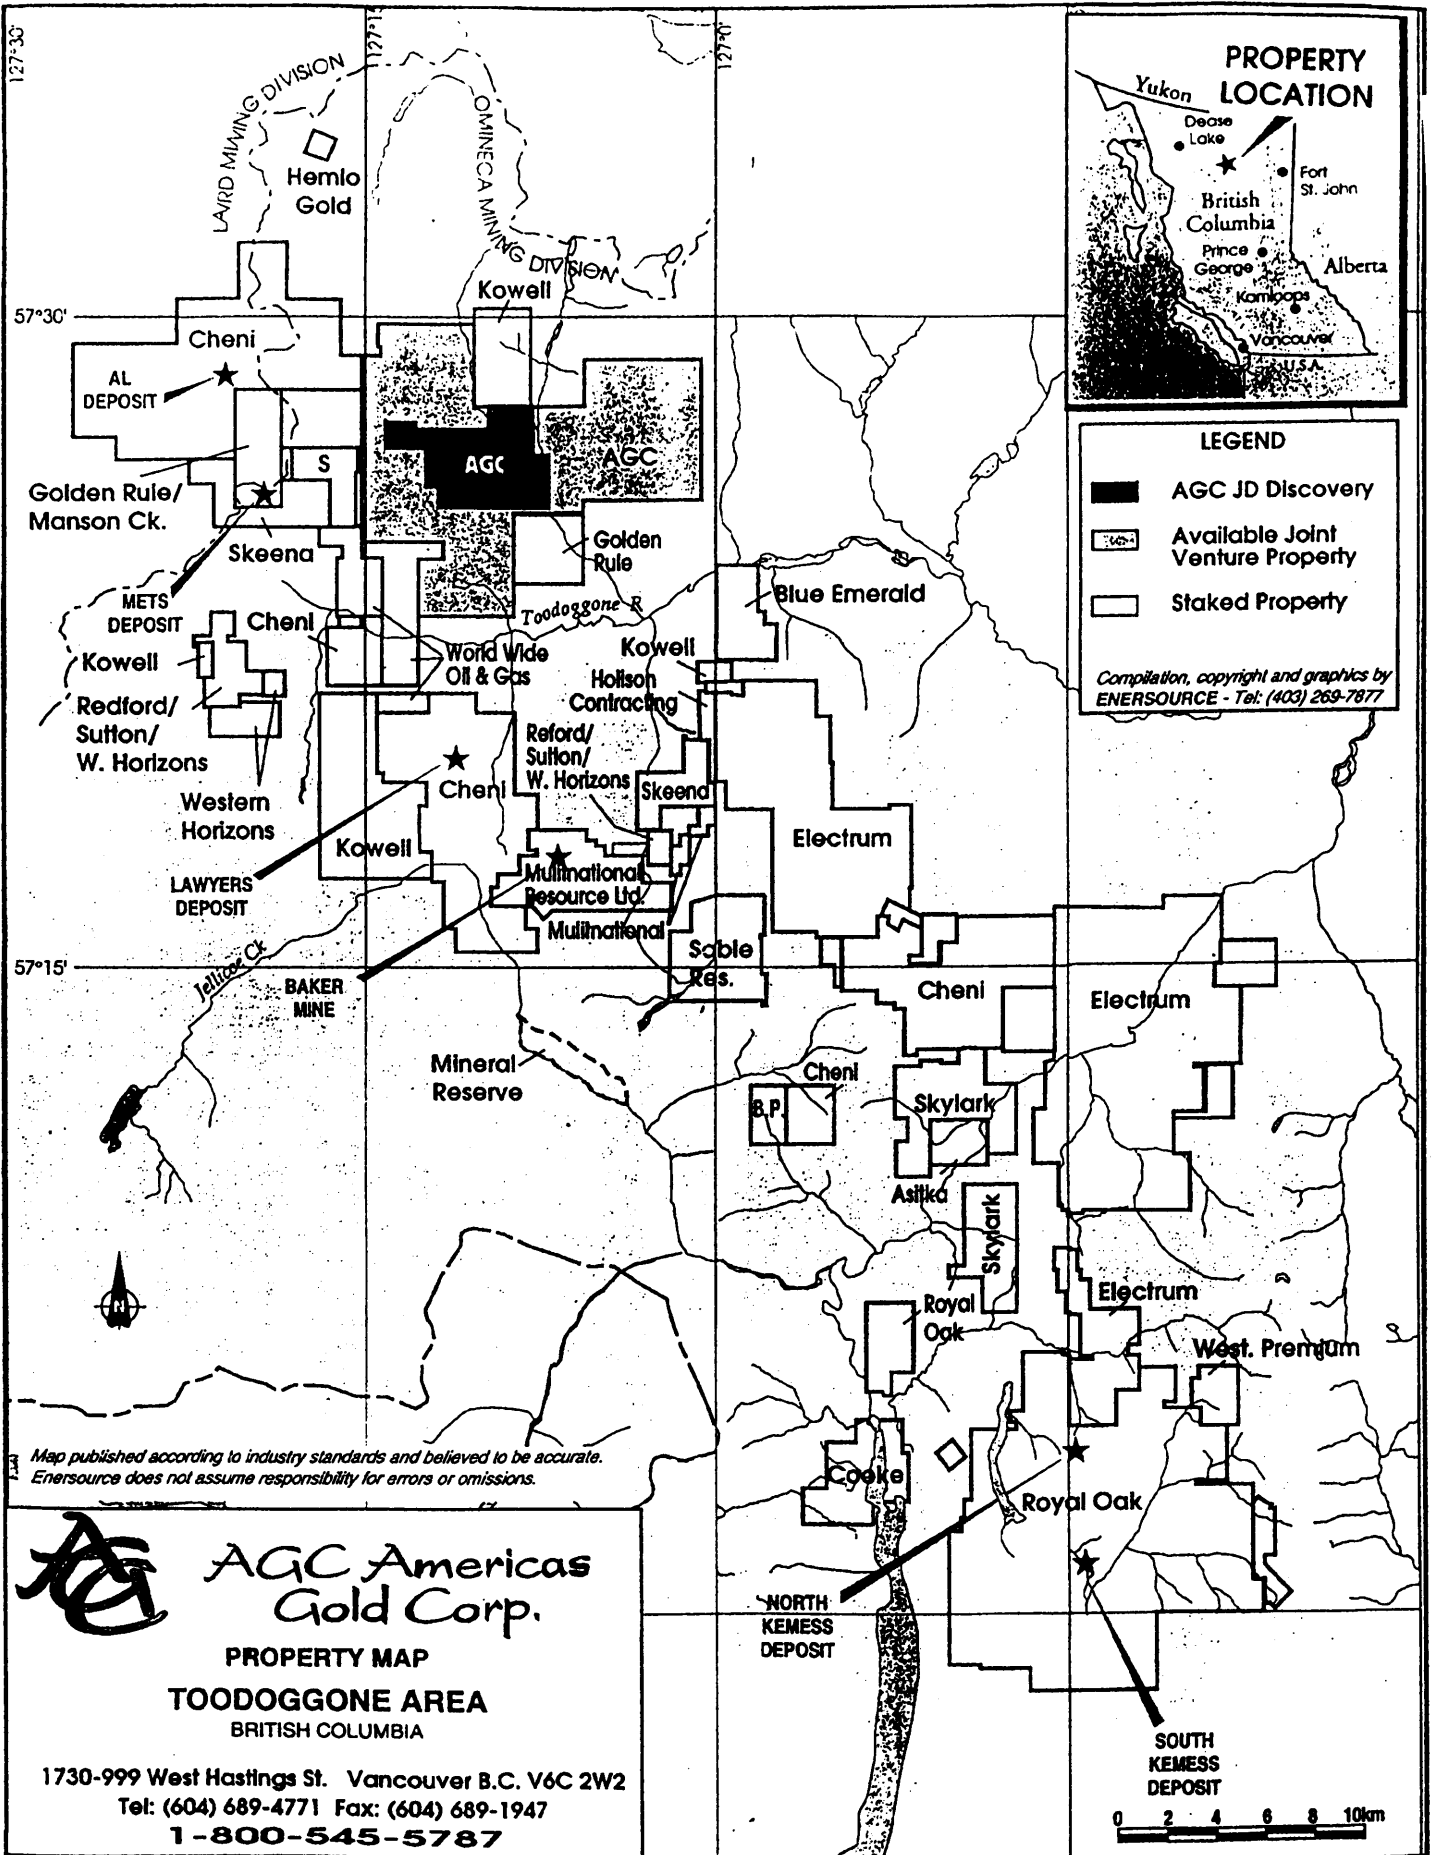 127°30'
127°15'
127°0'
LAIRD MINING DIVISION
OMINECA MINING DIVISION
Hemlo
Gold
PROPERTY
LOCATION
Yukon
Dease
Lake
Fort
St. John
British
Columbia
Prince
George
Alberta
Kamloops
Vancouver
U.S.A.
57°30'
Kowell
Cheni
AL
DEPOSIT
AGC
AGC
S
Golden Rule/
Manson Ck.
Skeena
METS
DEPOSIT
Golden
Rule
LEGEND
AGC JD Discovery
Available Joint
Venture Property
Staked Property
Compilation, copyright and graphics by
ENERSOURCE - Tel: (403) 269-7877
Toodoggone R
Blue Emerald
Cheni
Kowell
World Wide
Oil & Gas
Kowell
Holison
Contracting
Redford/
Sutton/
W. Horizons
Reford/
Sutton/
W. Horizons
Skeena
Western
Horizons
Cheni
Kowell
Electrum
LAWYERS
DEPOSIT
Multinational
Resource Ltd.
Multinational
Sable
Res.
57°15'
Jellicoe Ck
BAKER
MINE
Cheni
Electrum
Mineral
Reserve
Cheni
B.P.
Skylark
Asitka
Skylark
Electrum
Royal
Oak
West. Premium
Cooke
Royal Oak
NORTH
KEMESS
DEPOSIT
SOUTH
KEMESS
DEPOSIT
N
Map published according to industry standards and believed to be accurate.
Enersource does not assume responsibility for errors or omissions.
AGC
AGC Americas
Gold Corp.
PROPERTY MAP
TOODOGGONE AREA
BRITISH COLUMBIA
1730-999 West Hastings St. Vancouver B.C. V6C 2W2
Tel: (604) 689-4771 Fax: (604) 689-1947
1-800-545-5787
0 2 4 6 8 10km